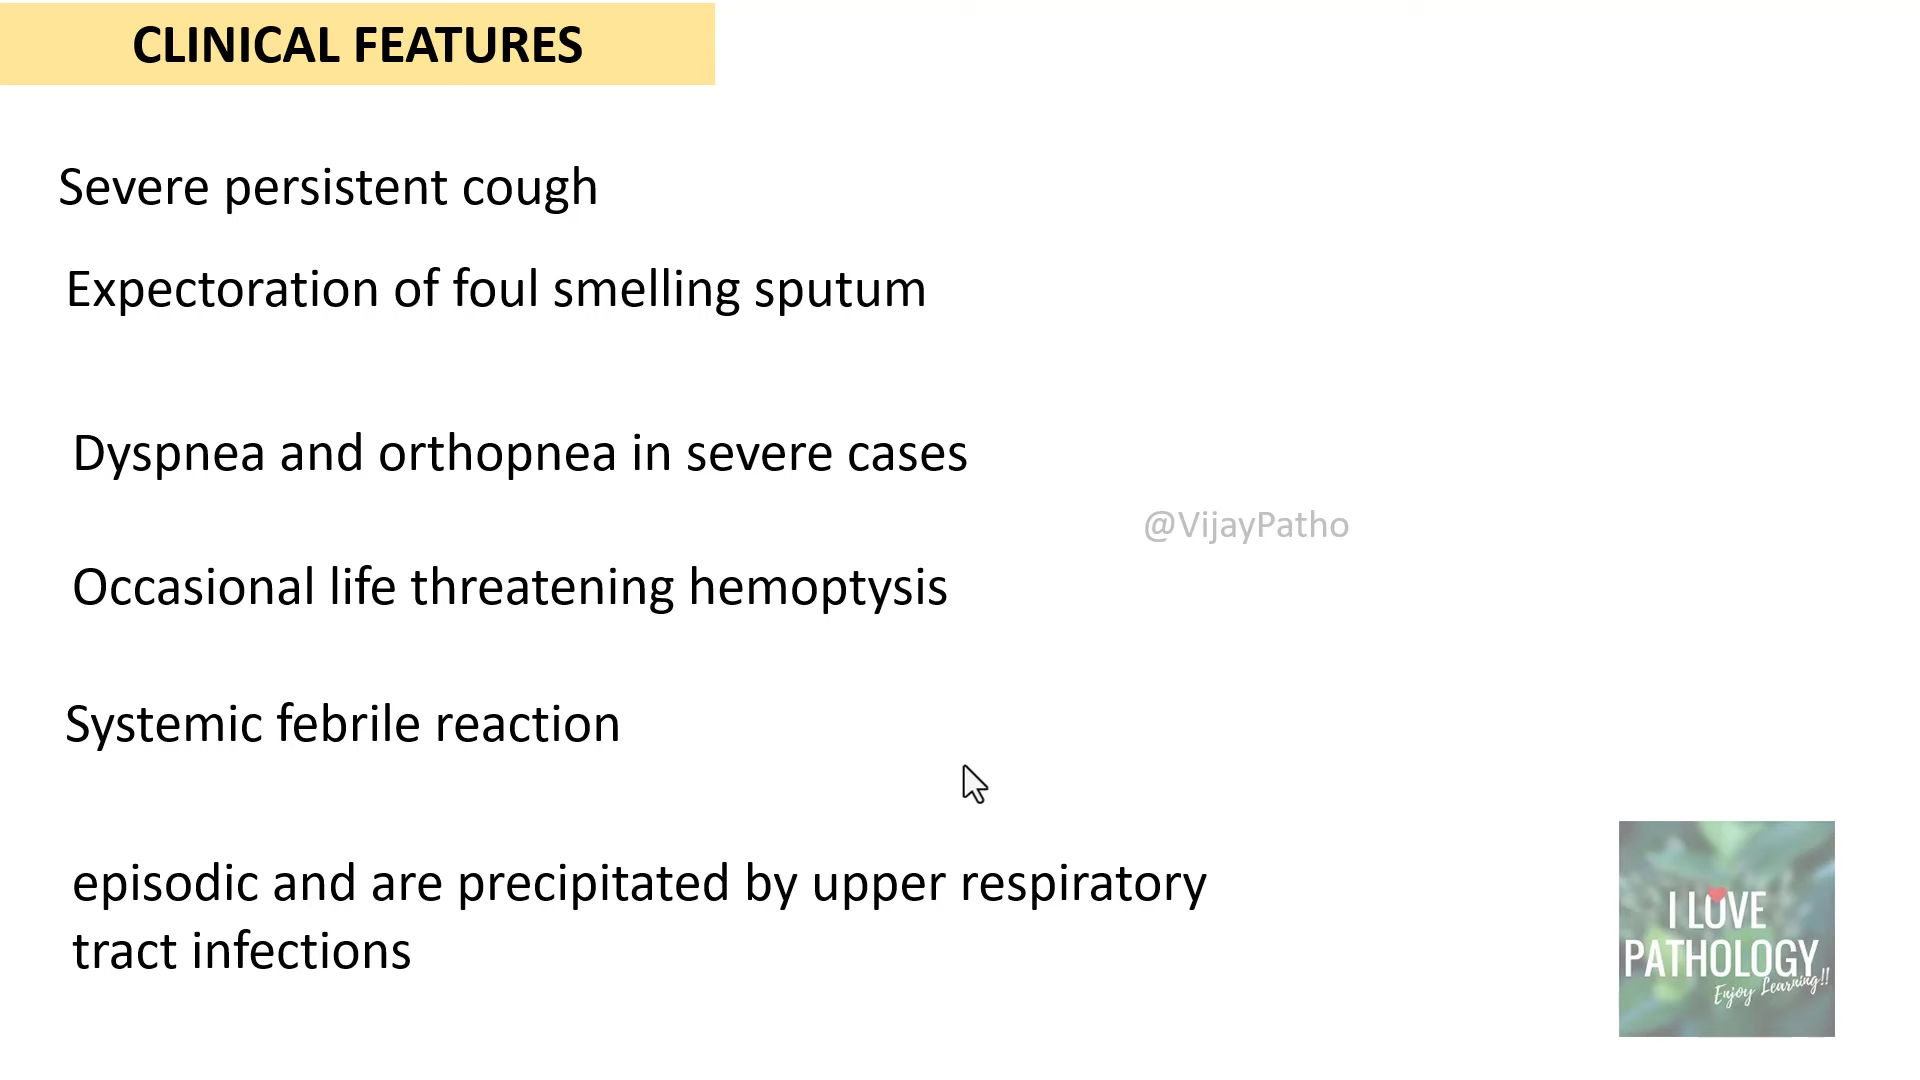 CLINICAL FEATURES
Severe persistent cough
Expectoration of foul smelling sputum
Dyspnea and orthopnea in severe cases
@VijayPatho
Occasional life threatening hemoptysis
Systemic febrile reaction
episodic and are precipitated by upper respiratory
tract infections
I LOVE
PATHOLOGY
Enjoy Learning!!